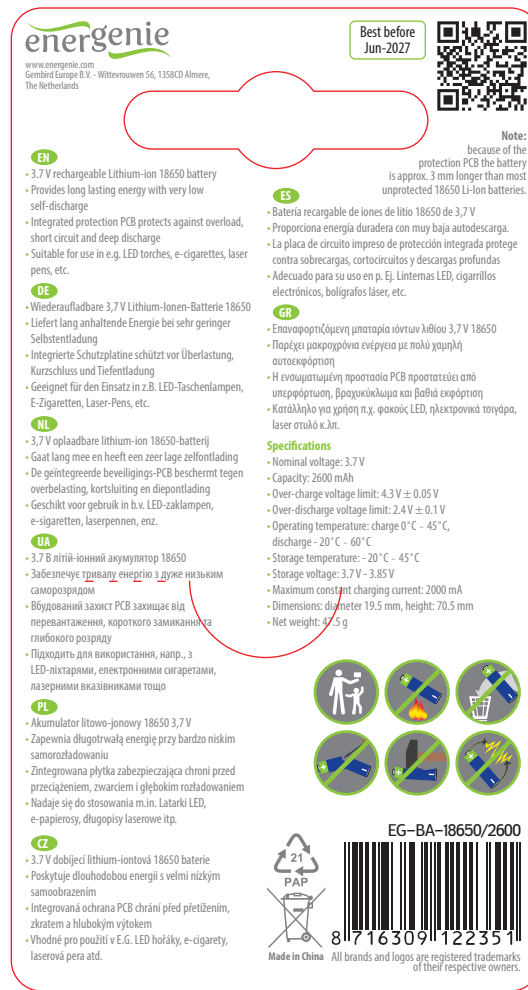 energenie
www.energenie.com
Gembird Europe B.V. - Wittevrouwen 56, 1358CD Almere,
The Netherlands
Best before
Jun-2027
Note:
because of the
protection PCB the battery
is approx. 3 mm longer than most
unprotected 18650 Li-Ion batteries.
EN
• 3.7 V rechargeable Lithium-ion 18650 battery
• Provides long lasting energy with very low
self-discharge
• Integrated protection PCB protects against overload,
short circuit and deep discharge
• Suitable for use in e.g. LED torches, e-cigarettes, laser
pens, etc.
DE
• Wiederaufladbare 3,7 V Lithium-Ionen-Batterie 18650
• Liefert lang anhaltende Energie bei sehr geringer
Selbstentladung
• Integrierte Schutzplatine schützt vor Überlastung,
Kurzschluss und Tiefentladung
• Geeignet für den Einsatz in z.B. LED-Taschenlampen,
E-Zigaretten, Laser-Pens, etc.
NL
• 3,7 V oplaadbare lithium-ion 18650-batterij
• Gaat lang mee en heeft een zeer lage zelfontlading
• De geïntegreerde beveiligings-PCB beschermt tegen
overbelasting, kortsluiting en diepontlading
• Geschikt voor gebruik in b.v. LED-zaklampen,
e-sigaretten, laserpennen, enz.
UA
• 3.7 В літій-іонний акумулятор 18650
• Забезпечує тривалу енергію з дуже низьким
саморозрядом
• Вбудований захист PCB захищає від
перевантаження, короткого замикання та
глибокого розряду
• Підходить для використання, напр., з
LED-ліхтарями, електронними сигаретами,
лазерними вказівниками тощо
PL
• Akumulator litowo-jonowy 18650 3,7 V
• Zapewnia długotrwałą energię przy bardzo niskim
samorozładowaniu
• Zintegrowana płytka zabezpieczająca chroni przed
przeciążeniem, zwarciem i głębokim rozładowaniem
• Nadaje się do stosowania m.in. Latarki LED,
e-papierosy, długopisy laserowe itp.
CZ
• 3.7 V dobíjecí lithium-iontová 18650 baterie
• Poskytuje dlouhodobou energii s velmi nízkým
samoobrazením
• Integrovaná ochrana PCB chrání před přetížením,
zkratem a hlubokým výtokem
• Vhodné pro použití v E.G. LED hořáky, e-cigarety,
laserová pera atd.
ES
• Batería recargable de iones de litio 18650 de 3,7 V
• Proporciona energía duradera con muy baja autodescarga.
• La placa de circuito impreso de protección integrada protege
contra sobrecargas, cortocircuitos y descargas profundas
• Adecuado para su uso en p. Ej. Linternas LED, cigarrillos
electrónicos, bolígrafos láser, etc.
GR
• Επαναφορτιζόμενη μπαταρία ιόντων λιθίου 3,7 V 18650
• Παρέχει μακροχρόνια ενέργεια με πολύ χαμηλή
αυτοεκφόρτιση
• Η ενσωματωμένη προστασία PCB προστατεύει από
υπερφόρτωση, βραχυκύκλωμα και βαθιά εκφόρτιση
• Κατάλληλο για χρήση π.χ. φακούς LED, ηλεκτρονικά τσιγάρα,
laser στυλό κ.λπ.
Specifications
• Nominal voltage: 3.7 V
• Capacity: 2600 mAh
• Over-charge voltage limit: 4.3 V ± 0.05 V
• Over-discharge voltage limit: 2.4 V ± 0.1 V
• Operating temperature: charge 0˚C - 45˚C,
discharge - 20˚C - 60˚C
• Storage temperature: - 20˚C - 45˚C
• Storage voltage: 3.7 V - 3.85 V
• Maximum constant charging current: 2000 mA
• Dimensions: diameter 19.5 mm, height: 70.5 mm
• Net weight: 47.5 g
EG-BA-18650/2600
21
PAP
8 716309 122351
Made in China
All brands and logos are registered trademarks
of their respective owners.